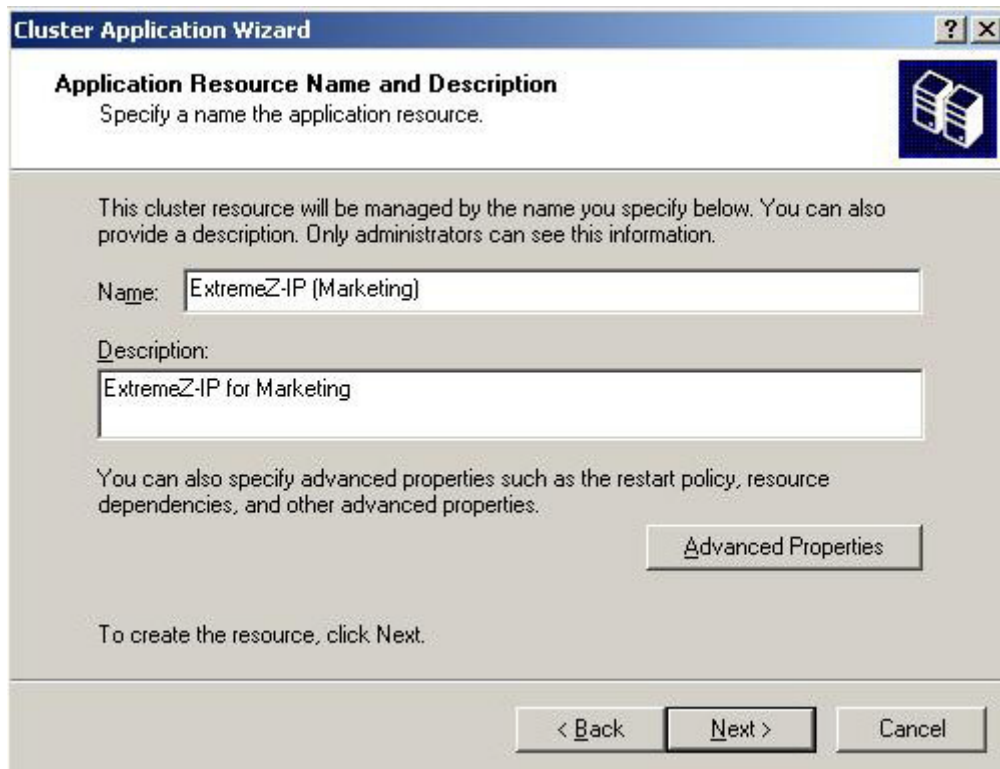 Cluster Application Wizard
Application Resource Name and Description
Specify a name the application resource.
This cluster resource will be managed by the name you specify below. You can also
provide a description. Only administrators can see this information.
Name: ExtremeZ-IP (Marketing)
Description:
ExtremeZ-IP for Marketing
You can also specify advanced properties such as the restart policy, resource
dependencies, and other advanced properties.
Advanced Properties
To create the resource, click Next.
< Back Next > Cancel